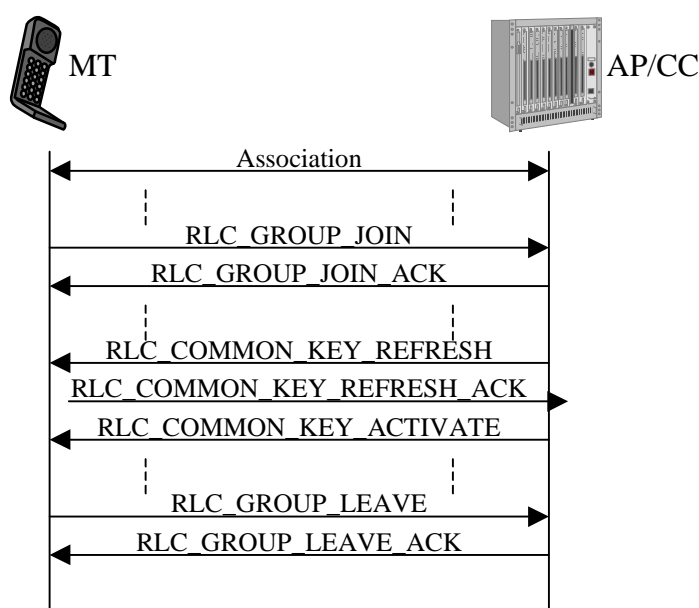 MT
AP/CC
Association
RLC_GROUP_JOIN
RLC_GROUP_JOIN_ACK
RLC_COMMON_KEY_REFRESH
RLC_COMMON_KEY_REFRESH_ACK
RLC_COMMON_KEY_ACTIVATE
RLC_GROUP_LEAVE
RLC_GROUP_LEAVE_ACK